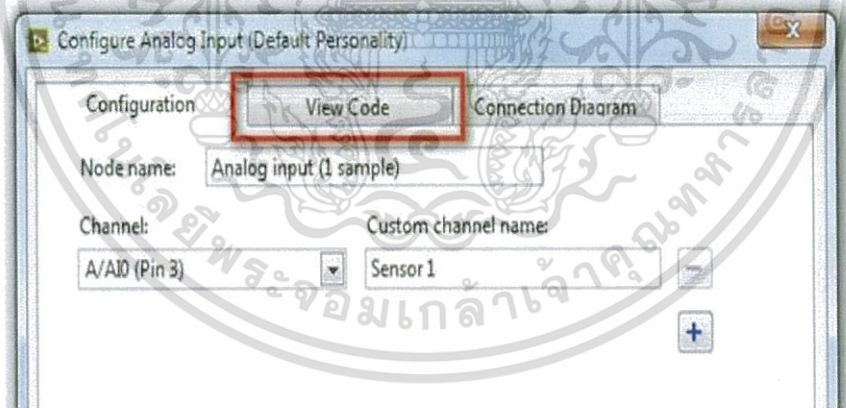 Configure Analog Input (Default Personality)
Configuration View Code Connection Diagram
Node name: Analog input (1 sample)
Channel: Custom channel name:
A/AI0 (Pin 3) Sensor 1